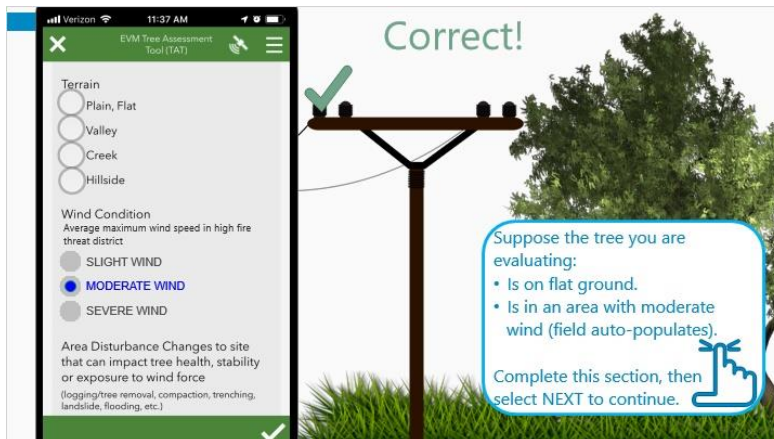 Verizon 11:37 AM
EVM Tree Assessment
Tool (TAT)
Terrain
Plain, Flat
Valley
Creek
Hillside
Wind Condition
Average maximum wind speed in high fire
threat district
SLIGHT WIND
MODERATE WIND
SEVERE WIND
Area Disturbance Changes to site
that can impact tree health, stability
or exposure to wind force
(logging/tree removal, compaction, trenching,
landslide, flooding, etc.)
Correct!
Suppose the tree you are
evaluating:
• Is on flat ground.
• Is in an area with moderate
wind (field auto-populates).
Complete this section, then
select NEXT to continue.